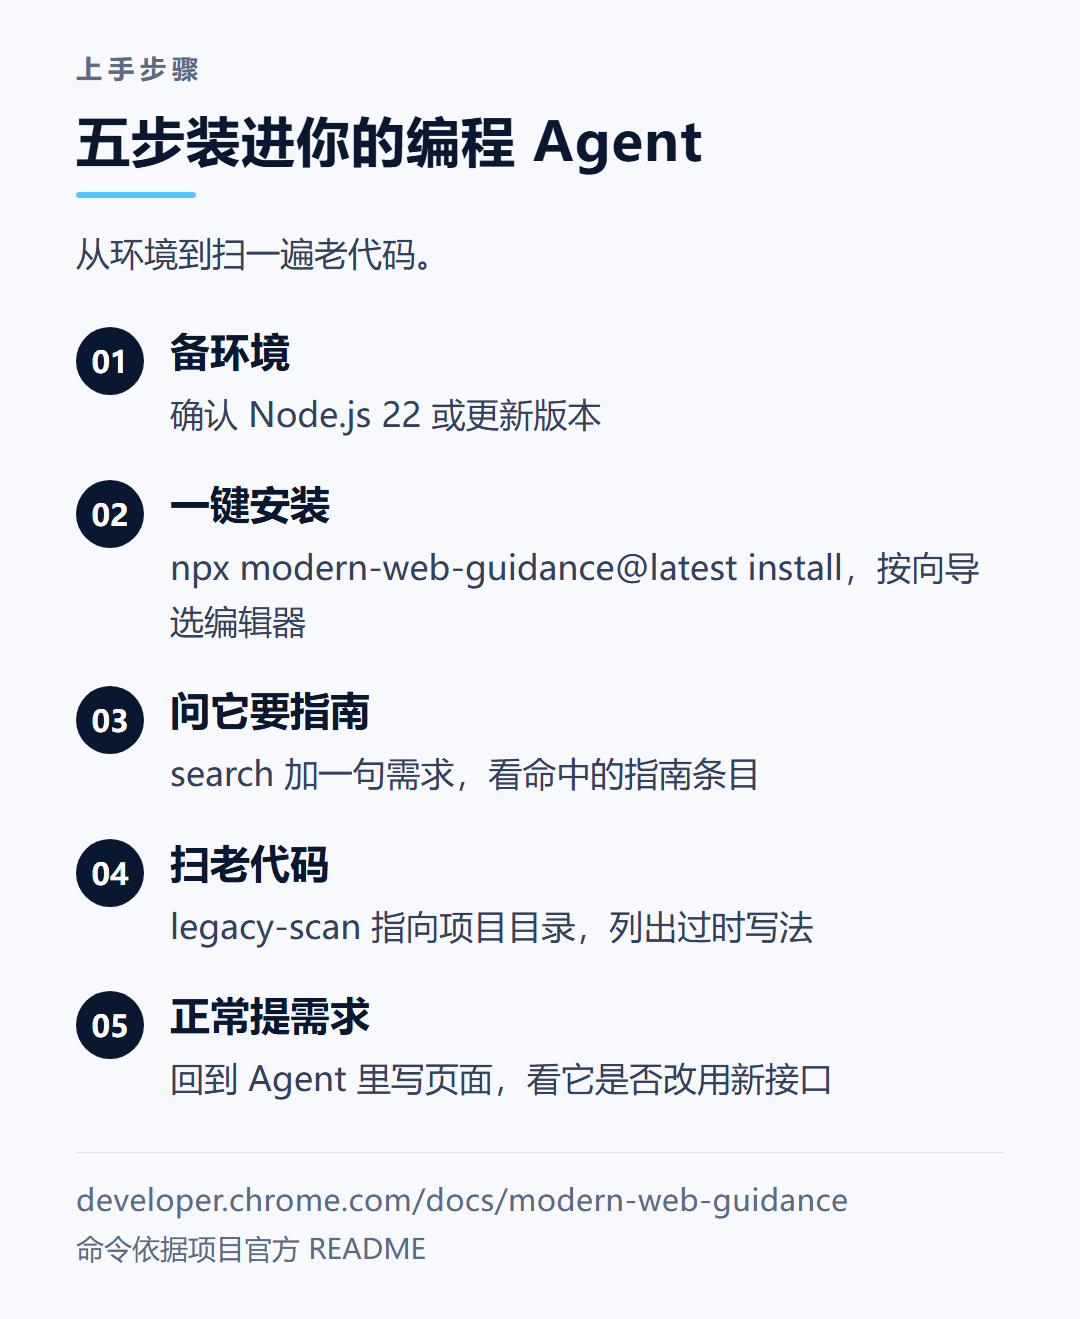 上手步骤
五步装进你的编程 Agent
从环境到扫一遍老代码。
01 备环境
确认 Node.js 22 或更新版本
02 一键安装
npx modern-web-guidance@latest install，按向导
选编辑器
03 问它要指南
search 加一句需求，看命中的指南条目
04 扫老代码
legacy-scan 指向项目目录，列出过时写法
05 正常提需求
回到 Agent 里写页面，看它是否改用新接口
developer.chrome.com/docs/modern-web-guidance
命令依据项目官方 README